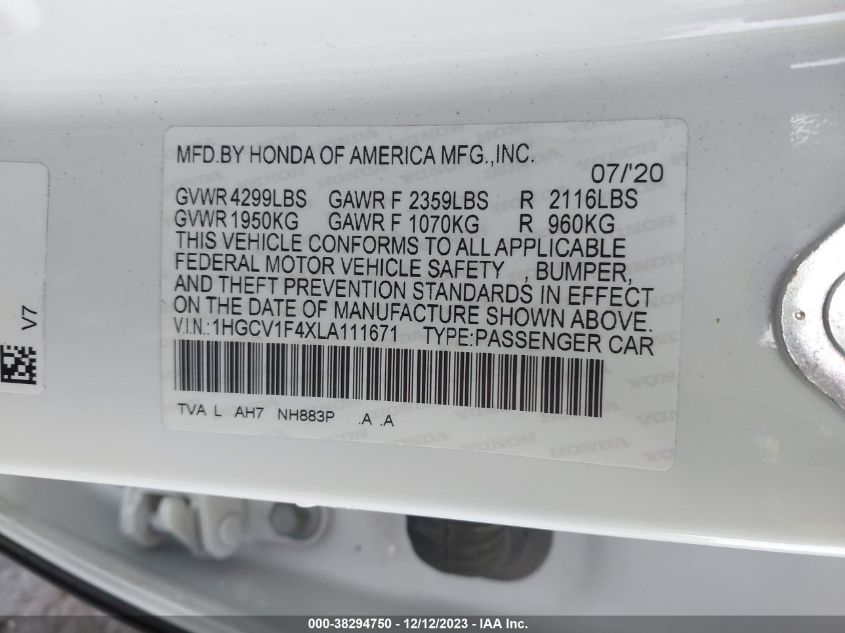 MFD.BY HONDA OF AMERICA MFG.,INC.
07/'20
GVWR 4299LBS GAWR F 2359LBS R 2116LBS
GVWR 1950KG GAWR F 1070KG R 960KG
THIS VEHICLE CONFORMS TO ALL APPLICABLE
FEDERAL MOTOR VEHICLE SAFETY , BUMPER,
AND THEFT PREVENTION STANDARDS IN EFFECT
ON THE DATE OF MANUFACTURE SHOWN ABOVE.
V.I.N.:1HGCV1F4XLA111671 TYPE:PASSENGER CAR
TVA L AH7 NH883P .A .A
V7
HONDA
000-38294750 - 12/12/2023 - IAA Inc.